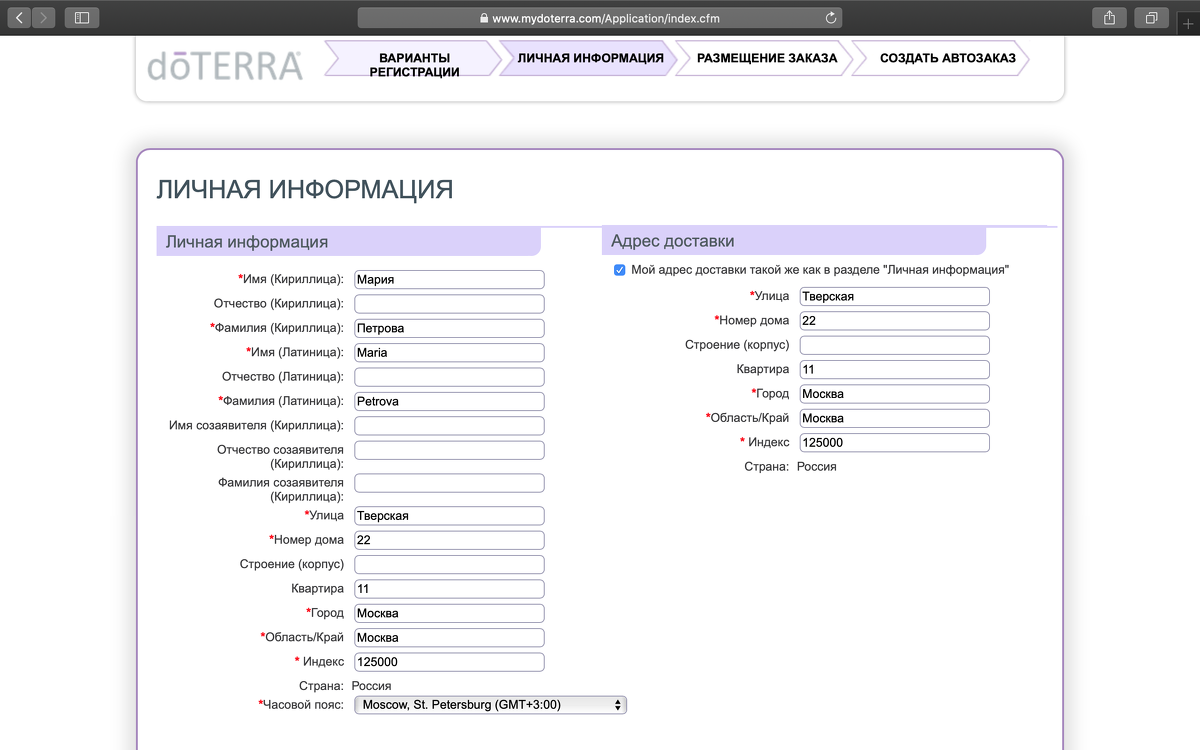 www.mydoterra.com/Application/index.cfm
dōTERRA®
ВАРИАНТЫ
РЕГИСТРАЦИИ
ЛИЧНАЯ ИНФОРМАЦИЯ
РАЗМЕЩЕНИЕ ЗАКАЗА
СОЗДАТЬ АВТОЗАКАЗ
ЛИЧНАЯ ИНФОРМАЦИЯ
Личная информация
*Имя (Кириллица): Мария
Отчество (Кириллица):
*Фамилия (Кириллица): Петрова
*Имя (Латиница): Maria
Отчество (Латиница):
*Фамилия (Латиница): Petrova
Имя созаявителя (Кириллица):
Отчество созаявителя
(Кириллица):
Фамилия созаявителя
(Кириллица):
*Улица Тверская
*Номер дома 22
Строение (корпус)
Квартира 11
*Город Москва
*Область/Край Москва
* Индекс 125000
Страна: Россия
*Часовой пояс: Moscow, St. Petersburg (GMT+3:00)
Адрес доставки
Мой адрес доставки такой же как в разделе "Личная информация"
*Улица Тверская
*Номер дома 22
Строение (корпус)
Квартира 11
*Город Москва
*Область/Край Москва
* Индекс 125000
Страна: Россия